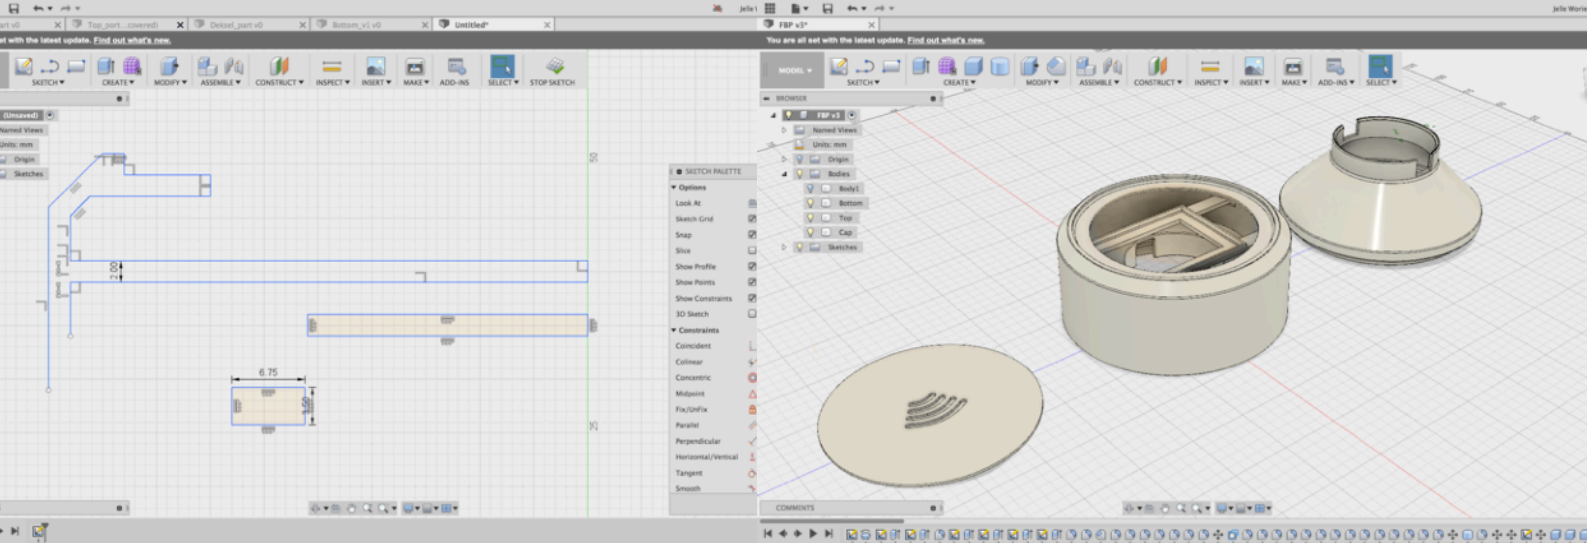 Top_port...covered)
Deksel_part v0
Bottom_v1 v0
Untitled*
with the latest update. Find out what's new.
SKETCH
CREATE
MODIFY
ASSEMBLE
CONSTRUCT
INSPECT
INSERT
MAKE
ADD-INS
SELECT
STOP SKETCH
(Unsaved)
Named Views
Units: mm
Origin
Sketches
50
2.00
6.75
25
SKETCH PALETTE
Options
Look At
Sketch Grid
Snap
Slice
Show Profile
Show Points
Show Constraints
3D Sketch
Constraints
Coincident
Colinear
Concentric
Midpoint
Fix/UnFix
Parallel
Perpendicular
Horizontal/Vertical
Tangent
Smooth
FBP v3*
You are all set with the latest update. Find out what's new.
MODEL
SKETCH
CREATE
MODIFY
ASSEMBLE
CONSTRUCT
INSPECT
INSERT
MAKE
ADD-INS
SELECT
BROWSER
FBP v3
Named Views
Units: mm
Origin
Bodies
Body1
Bottom
Top
Cap
Sketches
COMMENTS